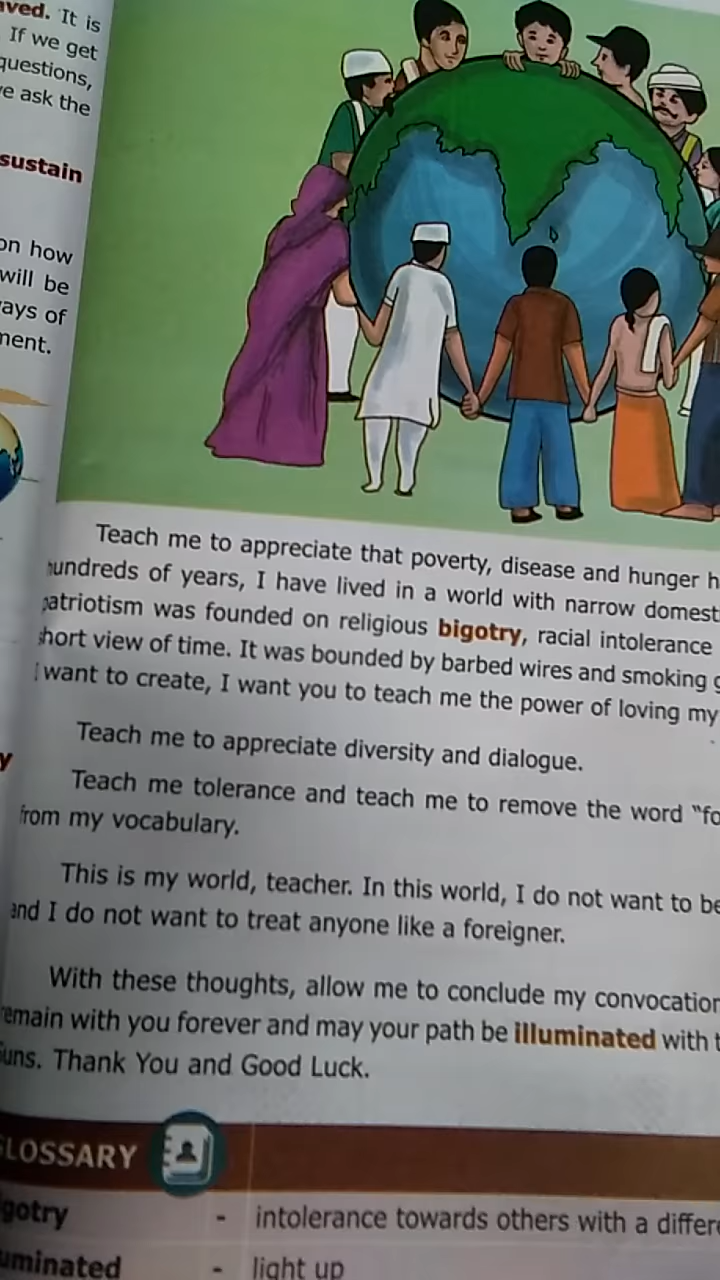 It is
If we get
questions,
ask the
sustain
on how
will be
of
Teach me to appreciate that poverty, disease and hunger
hundreds of years, I have lived in a world with narrow
patriotism was founded on religious bigotry, racial intolerance
short view of time. It was bounded by barbed wires and smoking
I want to create, I want you to teach me the power of loving my
Teach me to appreciate diversity and dialogue.
Teach me tolerance and teach me to remove the word "fo
from my vocabulary.
This is my world, teacher. In this world, I do not want to be
and I do not want to treat anyone like a foreigner.
With these thoughts, allow me to conclude my convocation
remain with you forever and may your path be illuminated with
suns. Thank You and Good Luck.
GLOSSARY
gotry - intolerance towards others with a differe
uminated - light up